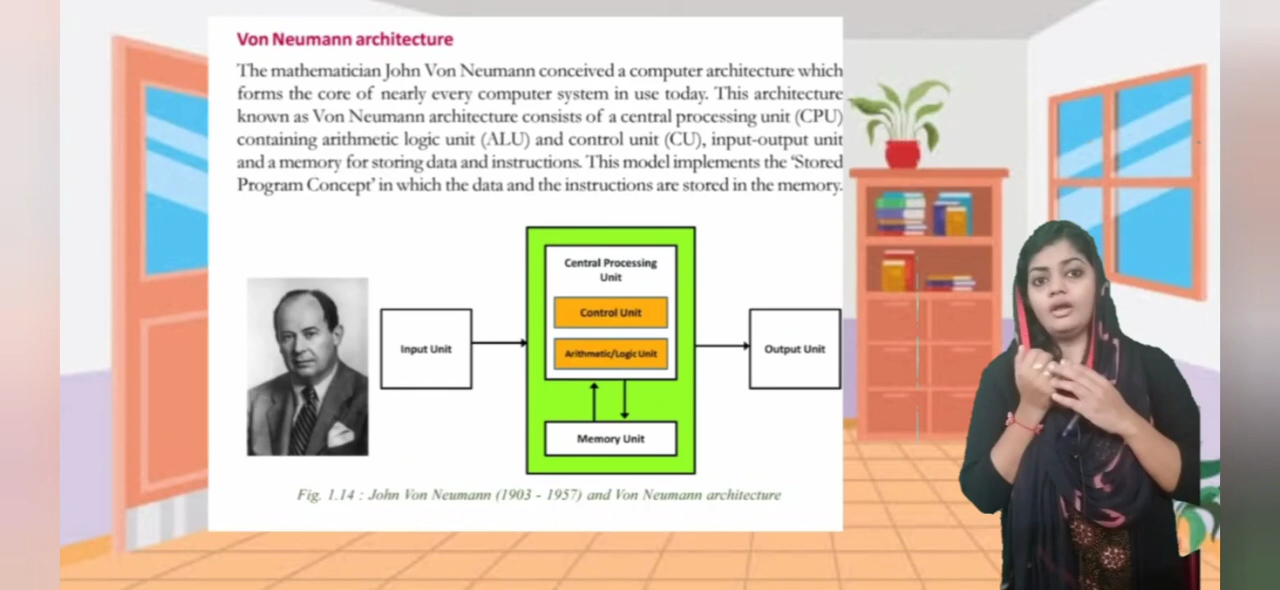 Von Neumann architecture
The mathematician John Von Neumann conceived a computer architecture which
forms the core of nearly every computer system in use today. This architecture
known as Von Neumann architecture consists of a central processing unit (CPU)
containing arithmetic logic unit (ALU) and control unit (CU), input-output unit
and a memory for storing data and instructions. This model implements the ‘Stored
Program Concept’ in which the data and the instructions are stored in the memory.
Central Processing
Unit
Control Unit
Input Unit
Arithmetic/Logic Unit
Output Unit
Memory Unit
Fig. 1.14 : John Von Neumann (1903 - 1957) and Von Neumann architecture